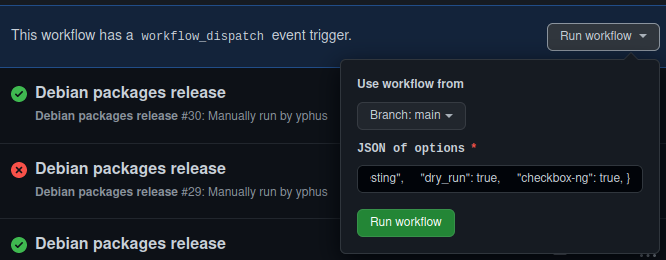 This workflow has a workflow_dispatch event trigger.
Run workflow
Debian packages release
Debian packages release #30: Manually run by yphus
Debian packages release
Debian packages release #29: Manually run by yphus
Debian packages release
Use workflow from
Branch: main
JSON of options *
sting", "dry_run": true, "checkbox-ng": true, }
Run workflow